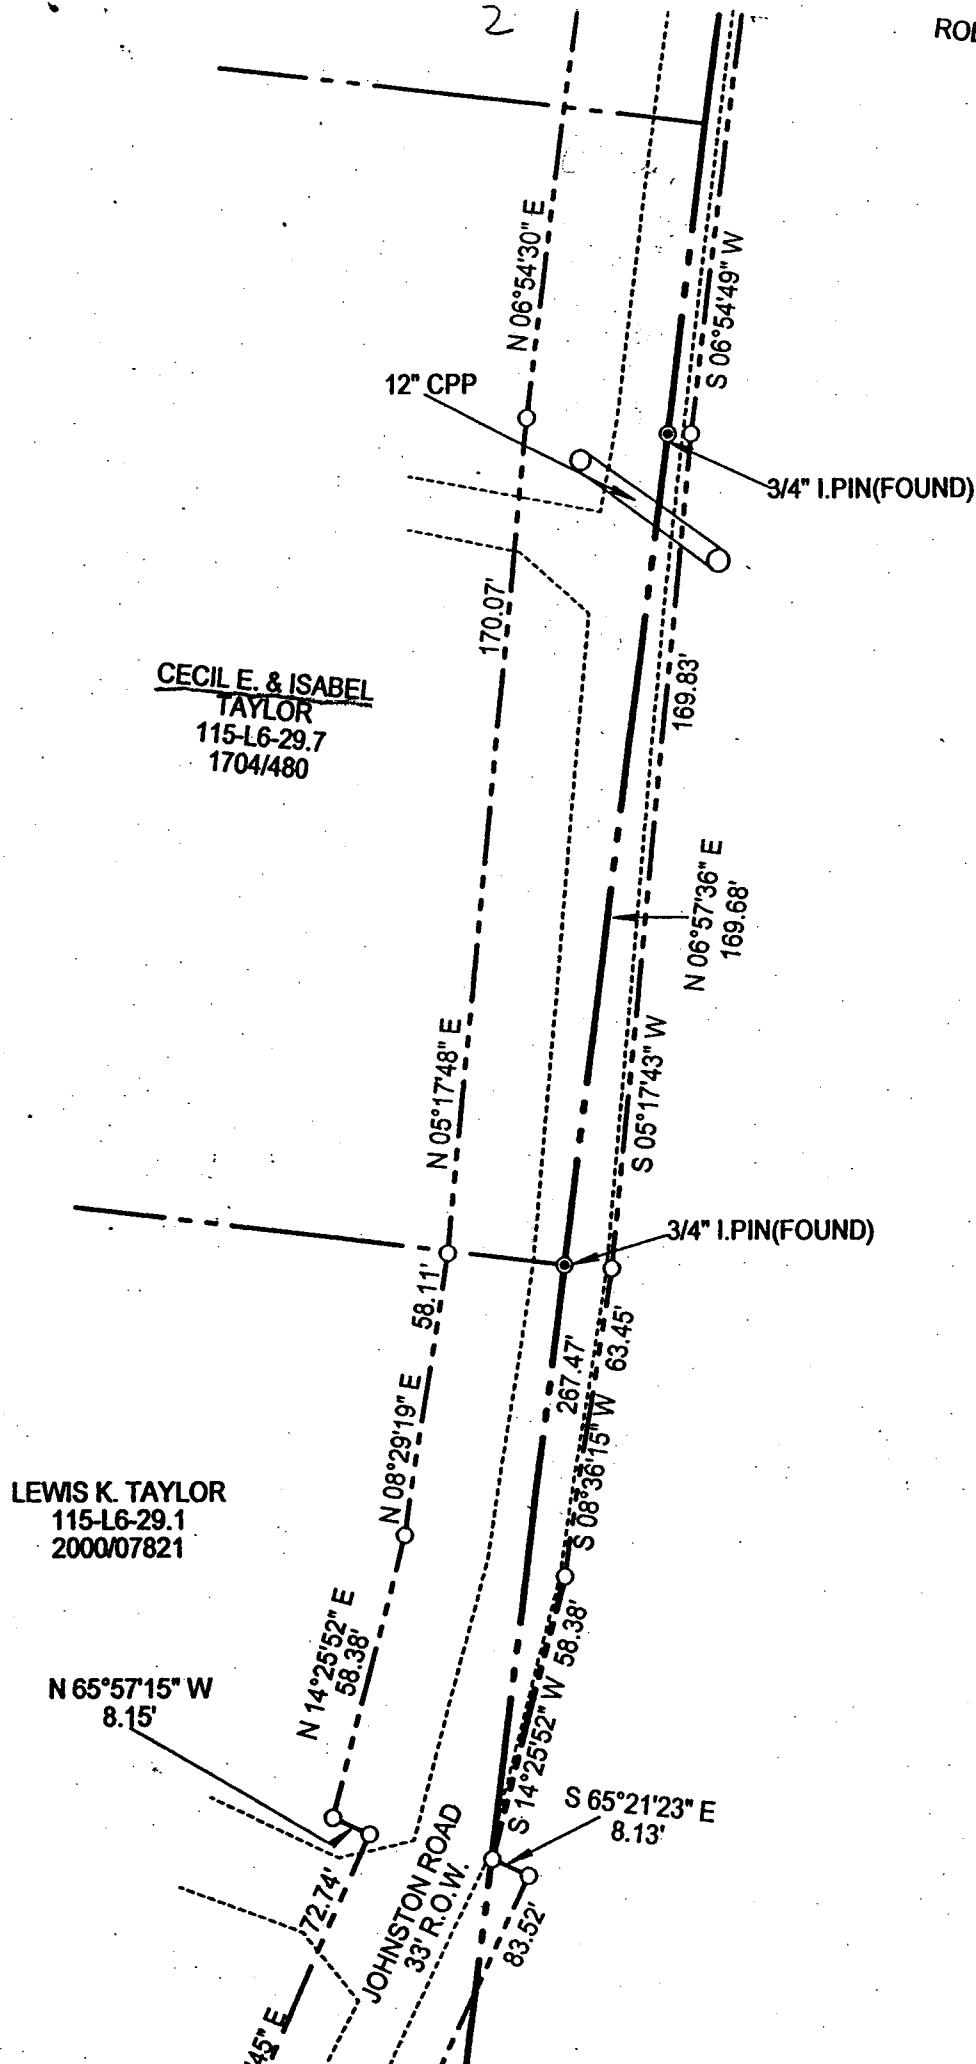 2
N 06°54'30" E
S 06°54'49" W
12" CPP
3/4" I.PIN(FOUND)
170.07'
169.83'
CECIL E. & ISABEL
TAYLOR
115-L6-29.7
1704/480
N 06°57'36" E
169.68'
N 05°17'48" E
S 05°17'43" W
3/4" I.PIN(FOUND)
58.11'
63.45'
267.47'
N 08°29'19" E
S 08°36'15" W
LEWIS K. TAYLOR
115-L6-29.1
2000/07821
N 14°25'52" E
58.38'
58.38'
S 14°25'52" W
N 65°57'15" W
8.15'
S 65°21'23" E
8.13'
JOHNSTON ROAD
33' R.O.W.
72.74'
83.52'
45" E